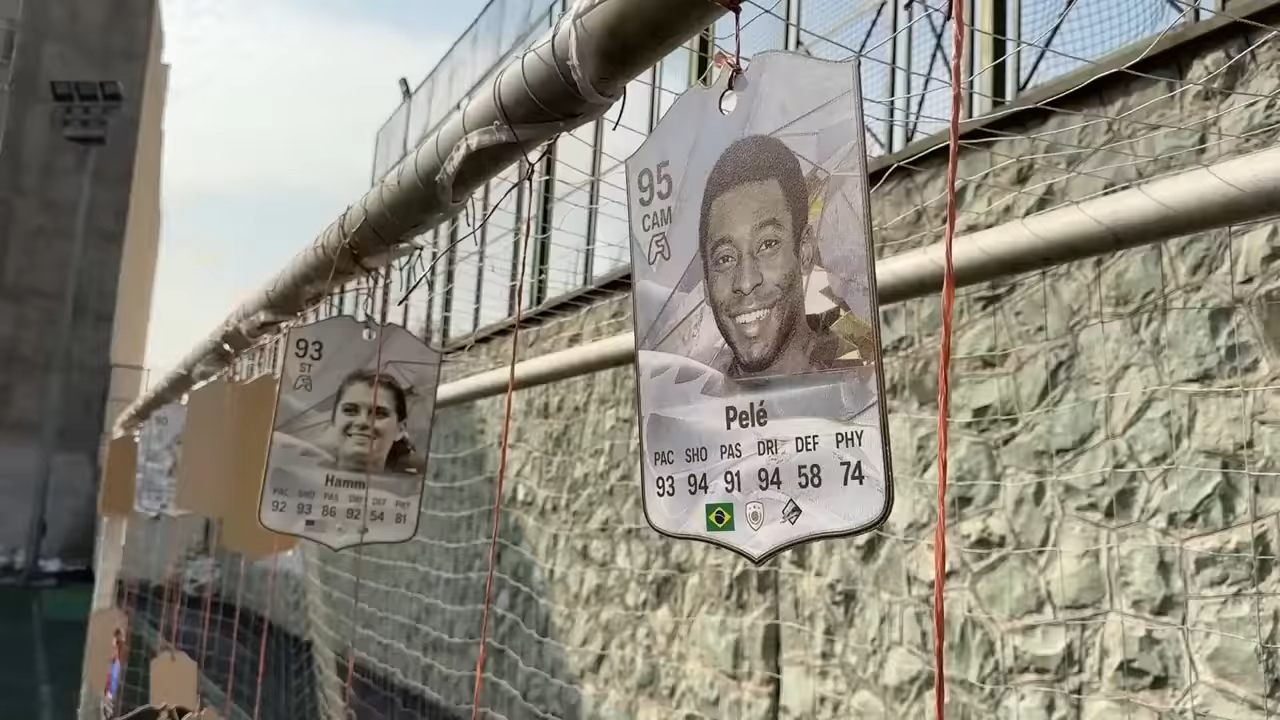 95
CAM
Pelé
PAC SHO PAS DRI DEF PHY
93 94 91 94 58 74
93
ST
Hamm
PAC SHO PAS DRI DEF PHY
92 93 86 92 54 81
90